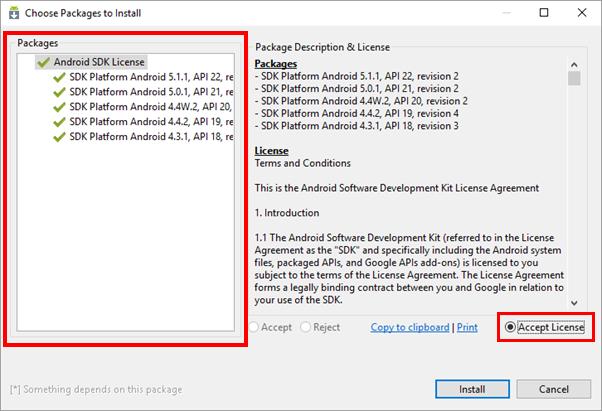 Choose Packages to Install
Packages
Android SDK License
SDK Platform Android 5.1.1, API 22, re
SDK Platform Android 5.0.1, API 21, re
SDK Platform Android 4.4W.2, API 20,
SDK Platform Android 4.4.2, API 19, re
SDK Platform Android 4.3.1, API 18, re
Package Description & License
Packages
- SDK Platform Android 5.1.1, API 22, revision 2
- SDK Platform Android 5.0.1, API 21, revision 2
- SDK Platform Android 4.4W.2, API 20, revision 2
- SDK Platform Android 4.4.2, API 19, revision 4
- SDK Platform Android 4.3.1, API 18, revision 3
License
Terms and Conditions
This is the Android Software Development Kit License Agreement
1. Introduction
1.1 The Android Software Development Kit (referred to in the License
Agreement as the "SDK" and specifically including the Android system
files, packaged APIs, and Google APIs add-ons) is licensed to you
subject to the terms of the License Agreement. The License Agreement
forms a legally binding contract between you and Google in relation to
your use of the SDK.
Accept Reject Copy to clipboard | Print Accept License
[*] Something depends on this package
Install Cancel